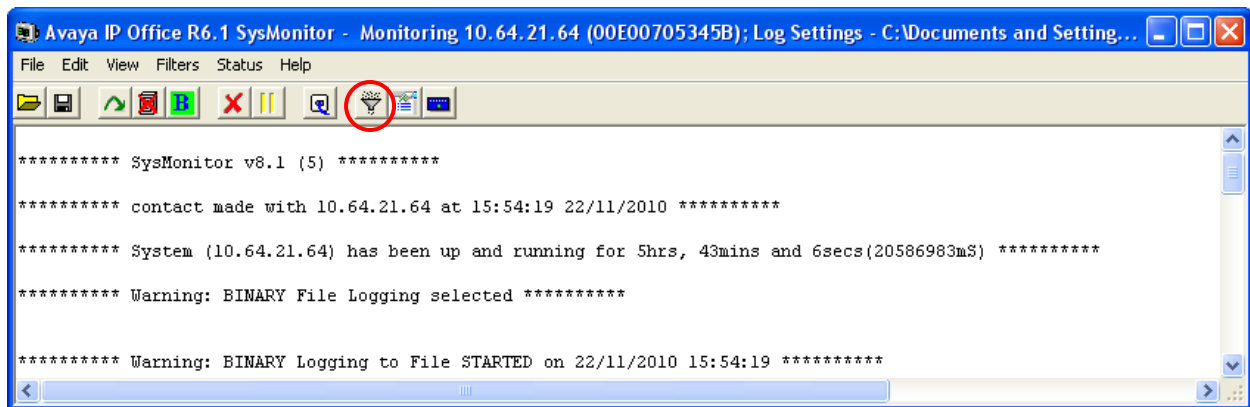 Avaya IP Office R6.1 SysMonitor - Monitoring 10.64.21.64 (00E00705345B); Log Settings - C:\Documents and Setting...
File Edit View Filters Status Help
B
********** SysMonitor v8.1 (5) **********
********** contact made with 10.64.21.64 at 15:54:19 22/11/2010 **********
********** System (10.64.21.64) has been up and running for 5hrs, 43mins and 6secs(20586983mS) **********
********** Warning: BINARY File Logging selected **********
********** Warning: BINARY Logging to File STARTED on 22/11/2010 15:54:19 **********